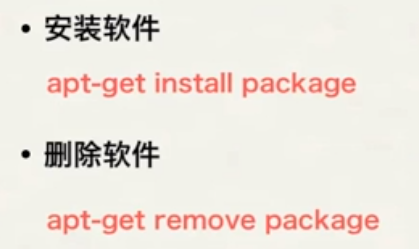 • 安装软件
apt-get install package
• 删除软件
apt-get remove package